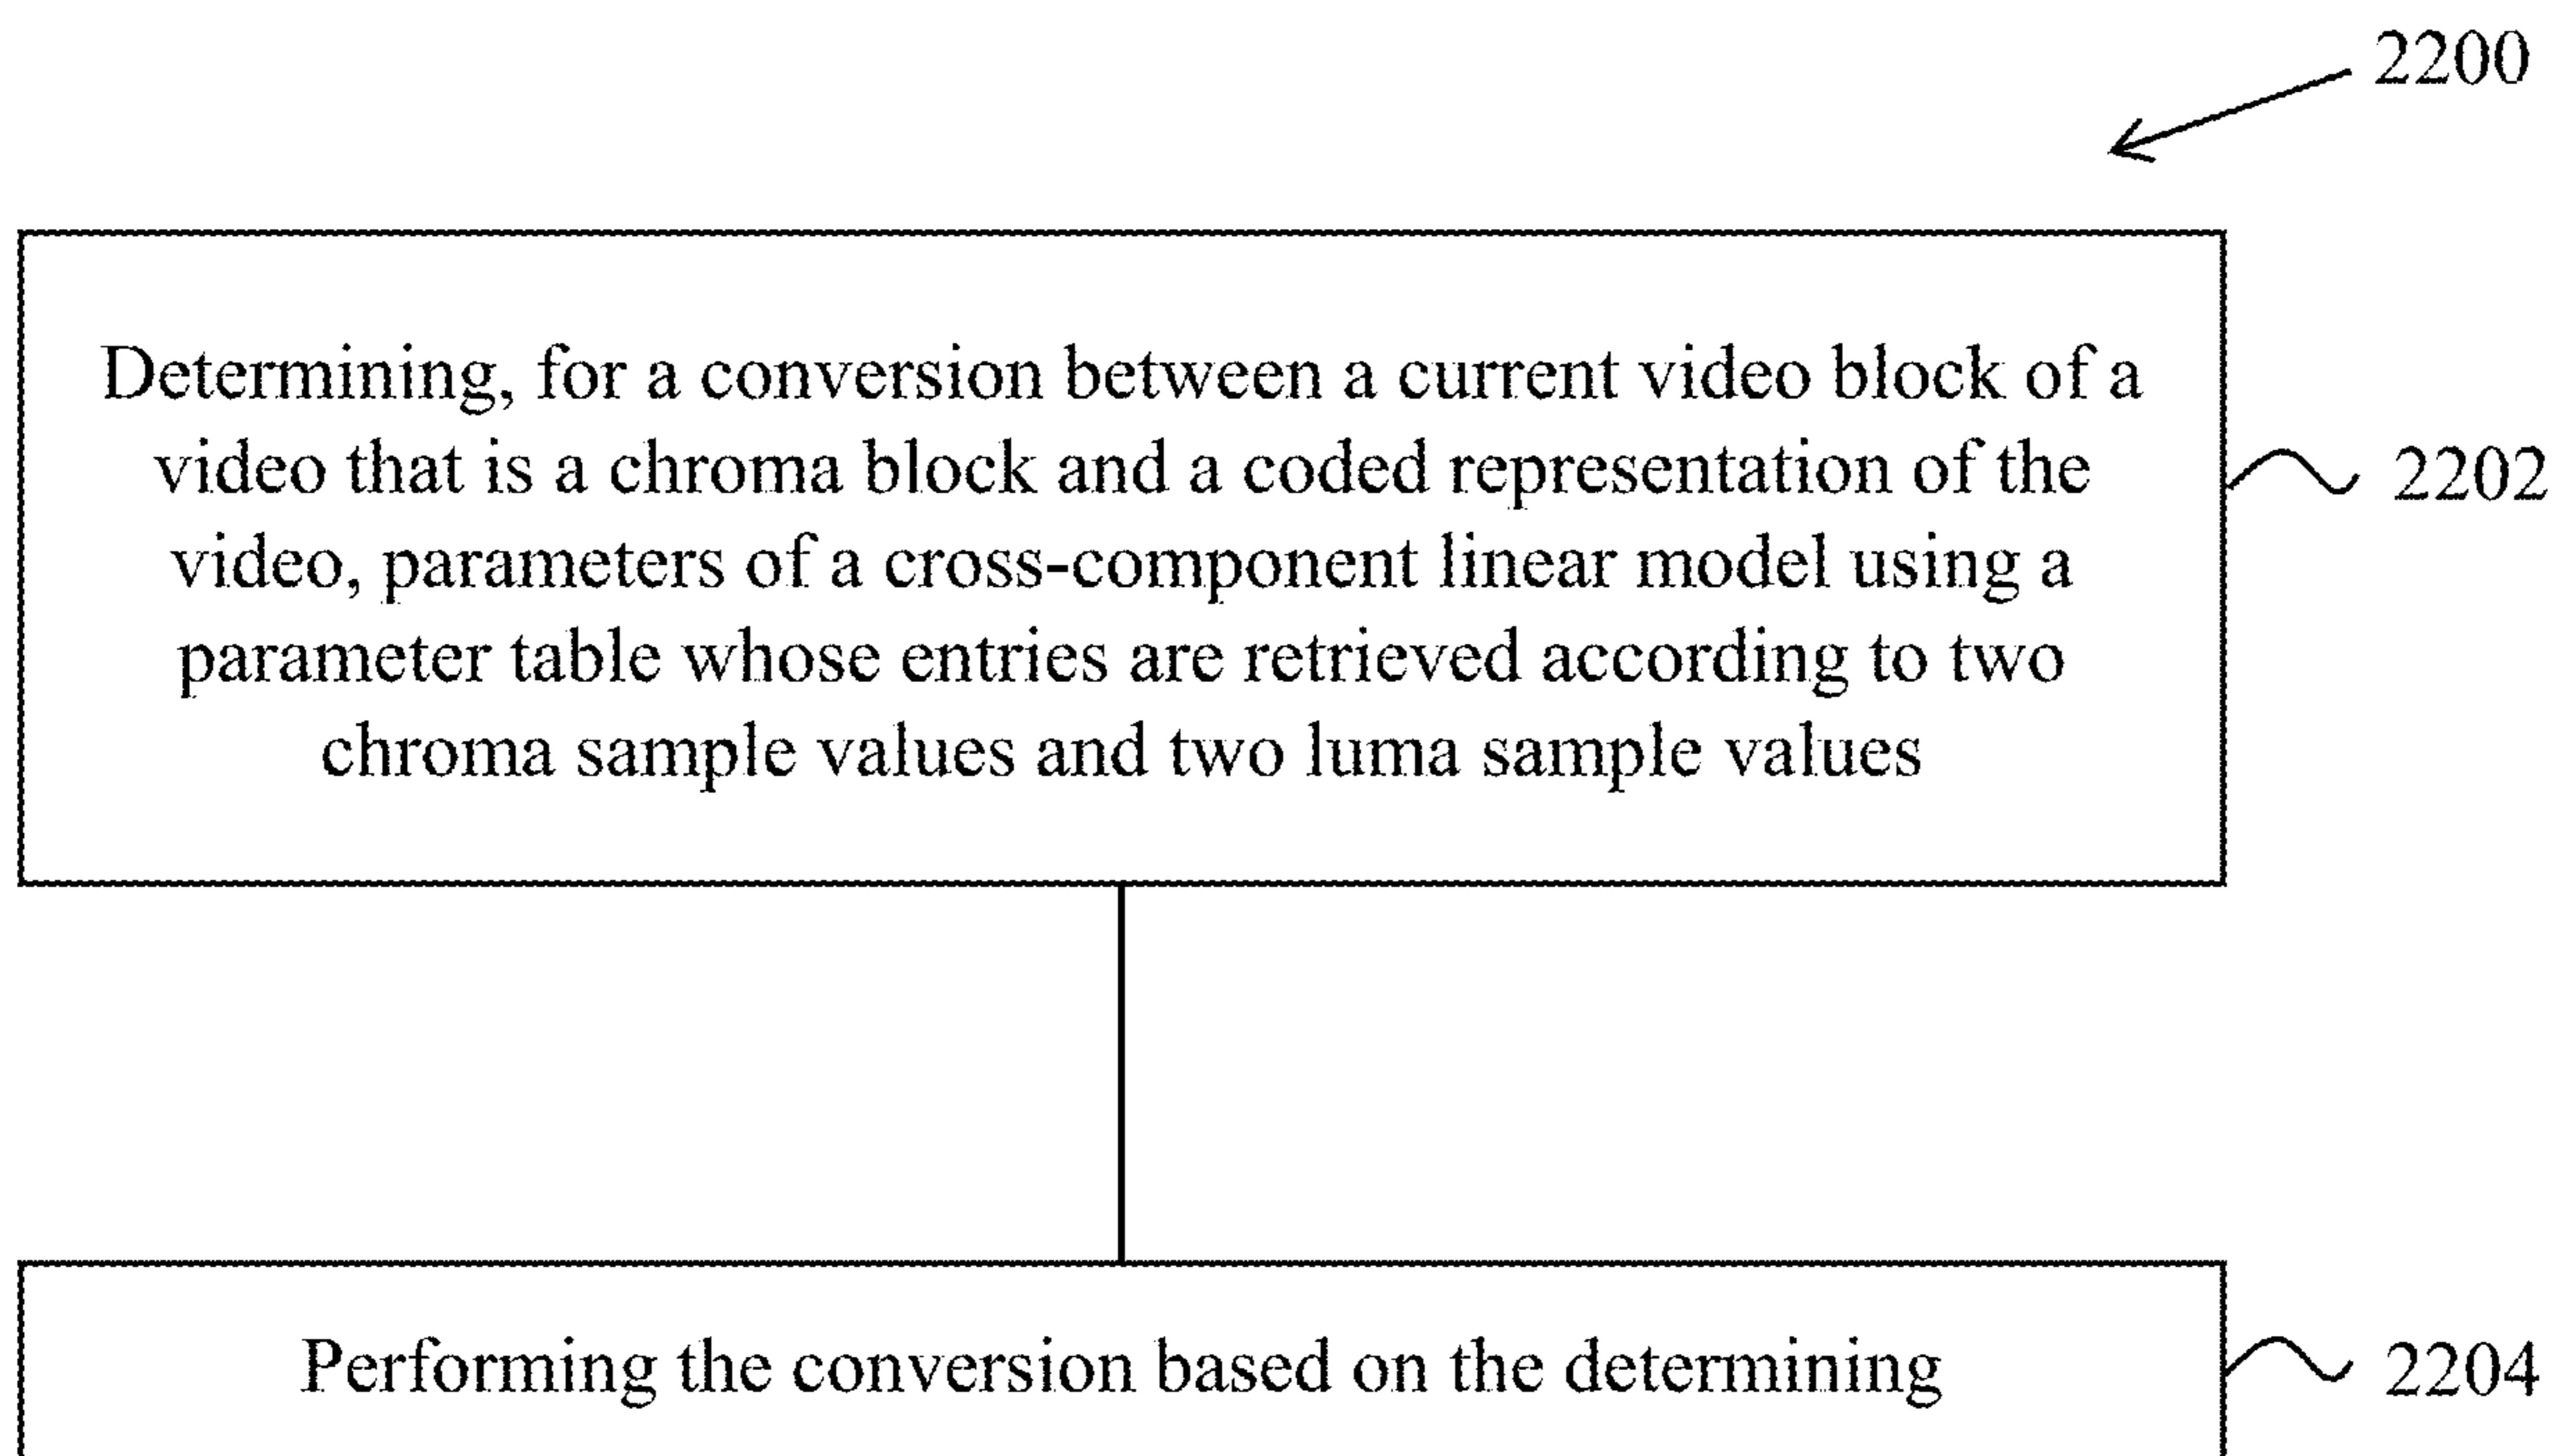 2200
Determining, for a conversion between a current video block of a
video that is a chroma block and a coded representation of the
video, parameters of a cross-component linear model using a
parameter table whose entries are retrieved according to two
chroma sample values and two luma sample values
2202
Performing the conversion based on the determining
2204